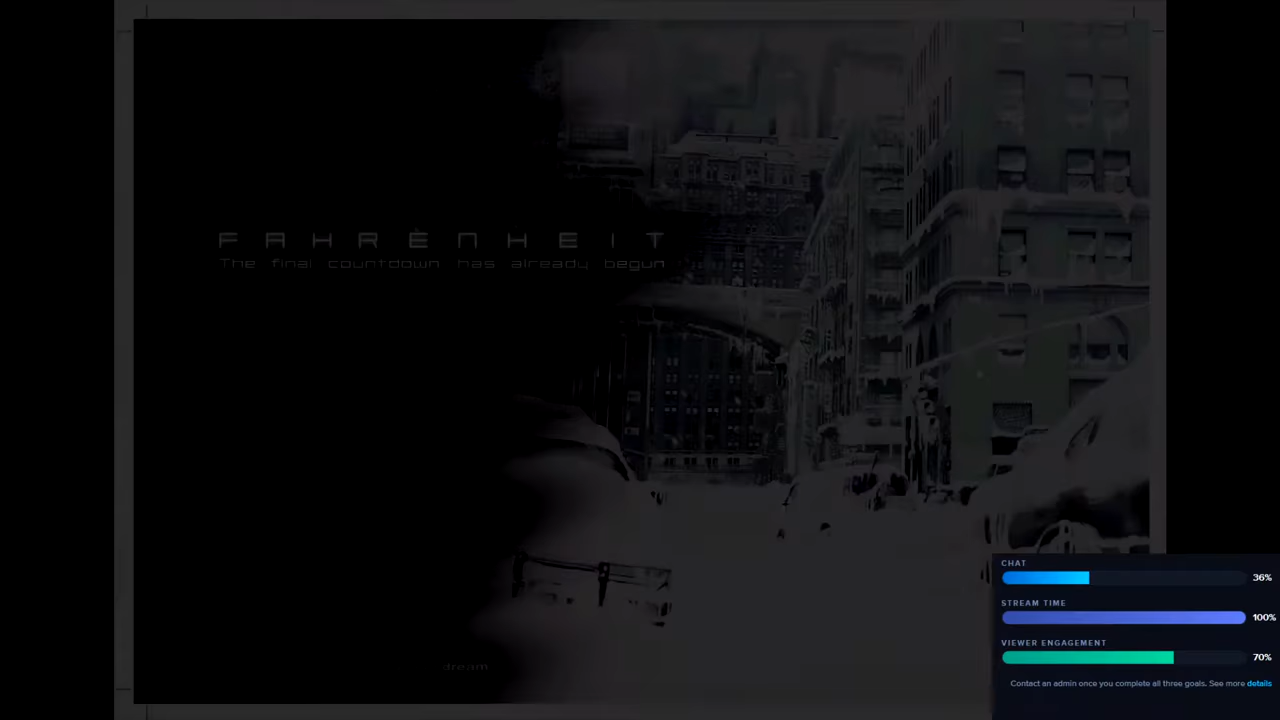 FAHRENHEIT
The final countdown has already begun
dream
CHAT
36%
STREAM TIME
100%
VIEWER ENGAGEMENT
70%
Contact an admin once you complete all three goals. See more details